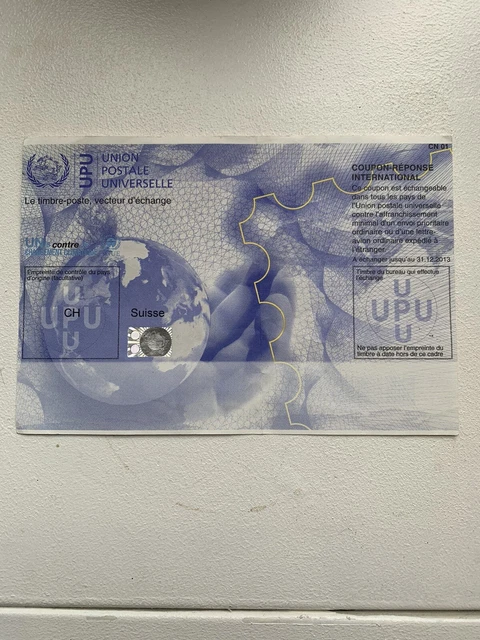 CN 01
UPU
UNION
POSTALE
UNIVERSELLE
Le timbre-poste, vecteur d'échange
COUPON-REPONSE
INTERNATIONAL
Ce coupon est échangeable
dans tous les pays de
l'Union postale universelle
contre l'affranchissement
minimal d'un envoi prioritaire
ordinaire ou d'une lettre-
avion ordinaire expédié à
l'étranger.
A échanger jusqu'au 31.12.2013
contre
Empreinte de contrôle du pays
d'origine (facultative)
CH
UPU
Suisse
Timbre du bureau qui effectue
l'échange
UPU
Ne pas apposer l'empreinte du
timbre à date hors de ce cadre